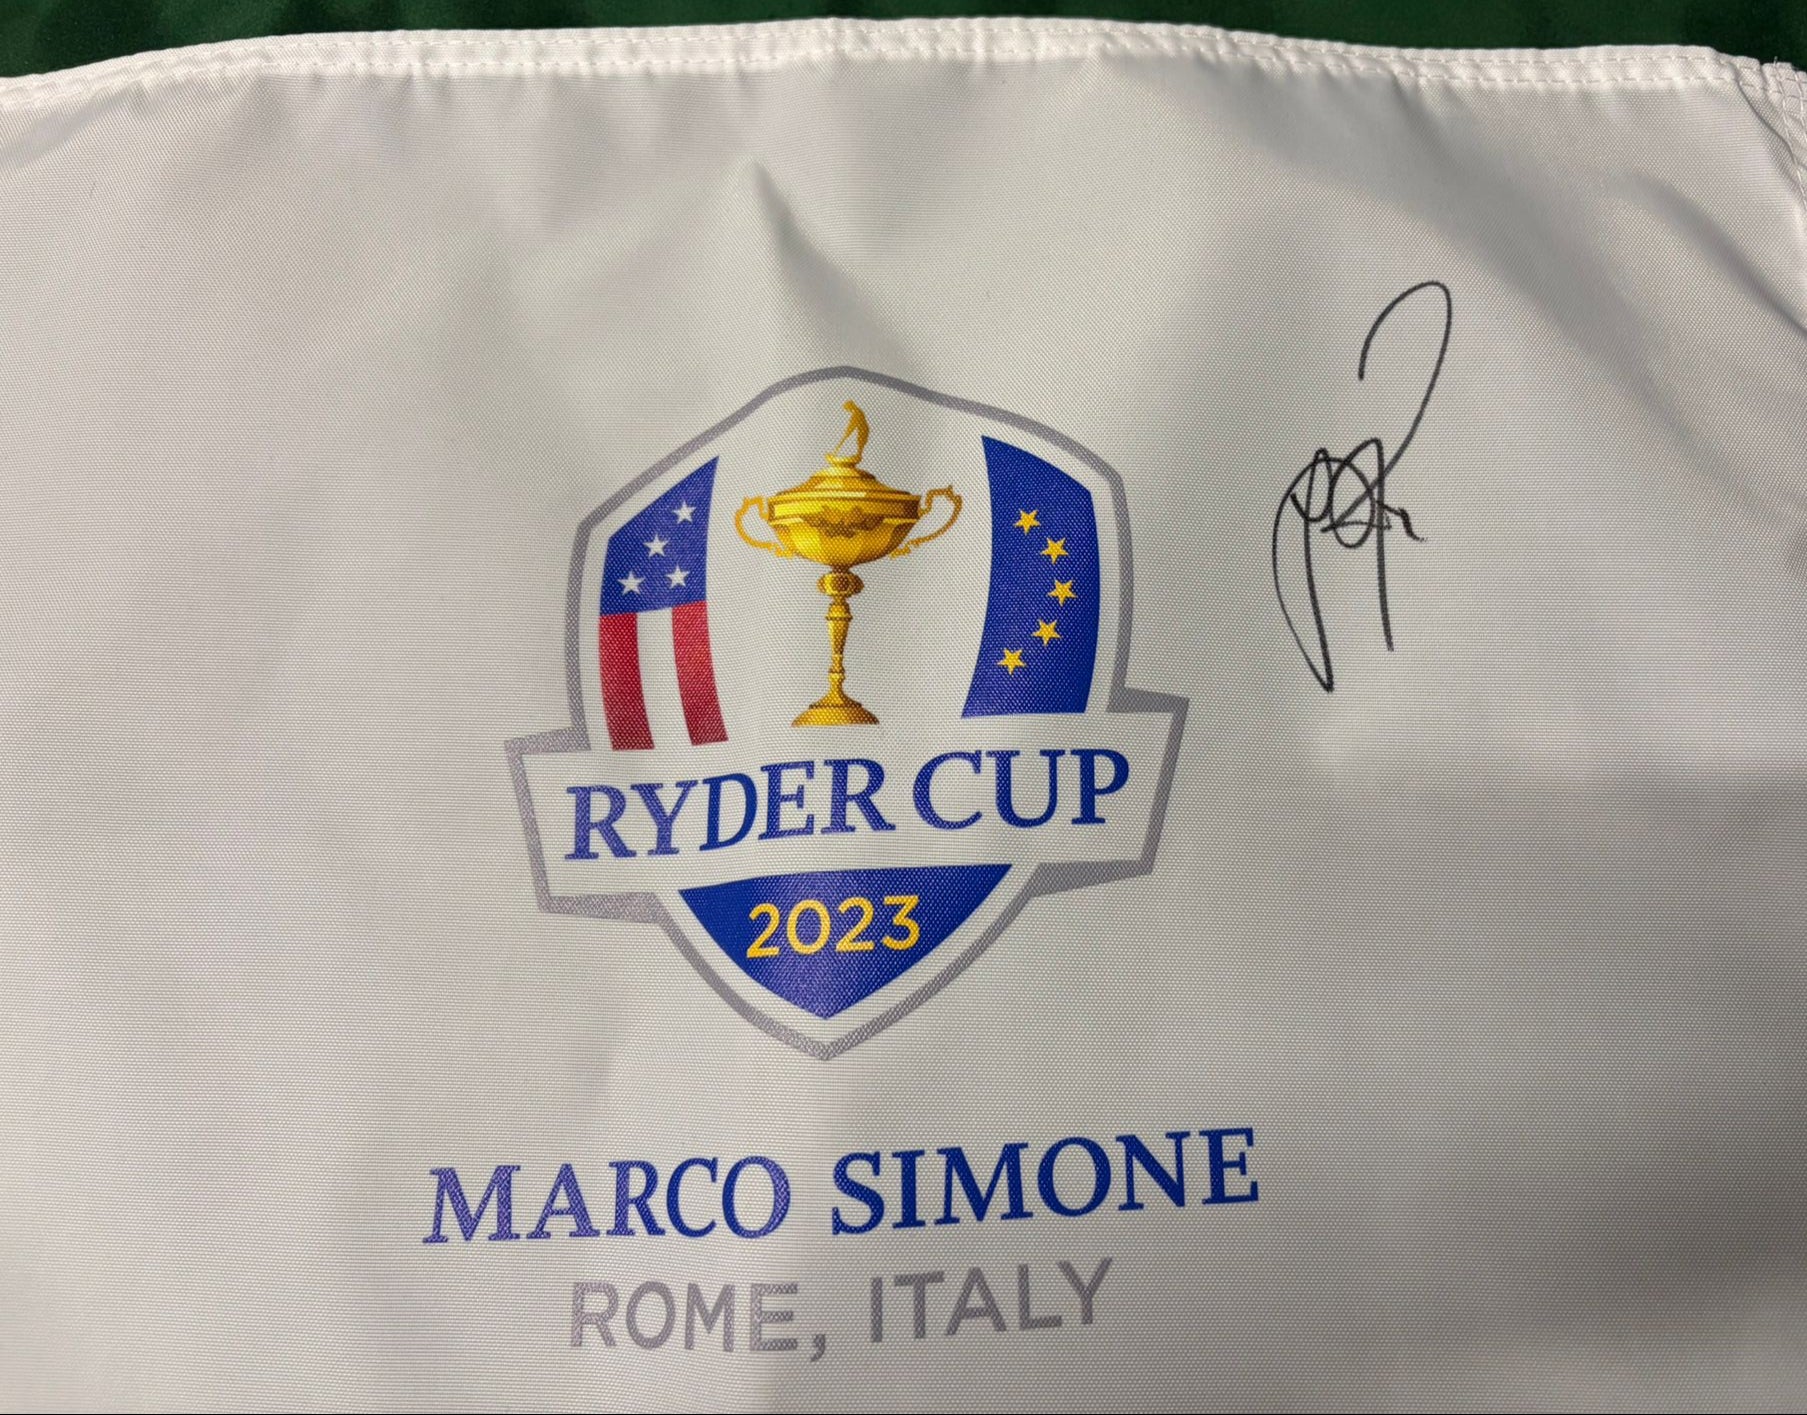 RYDER CUP
2023
MARCO SIMONE
ROME, ITALY